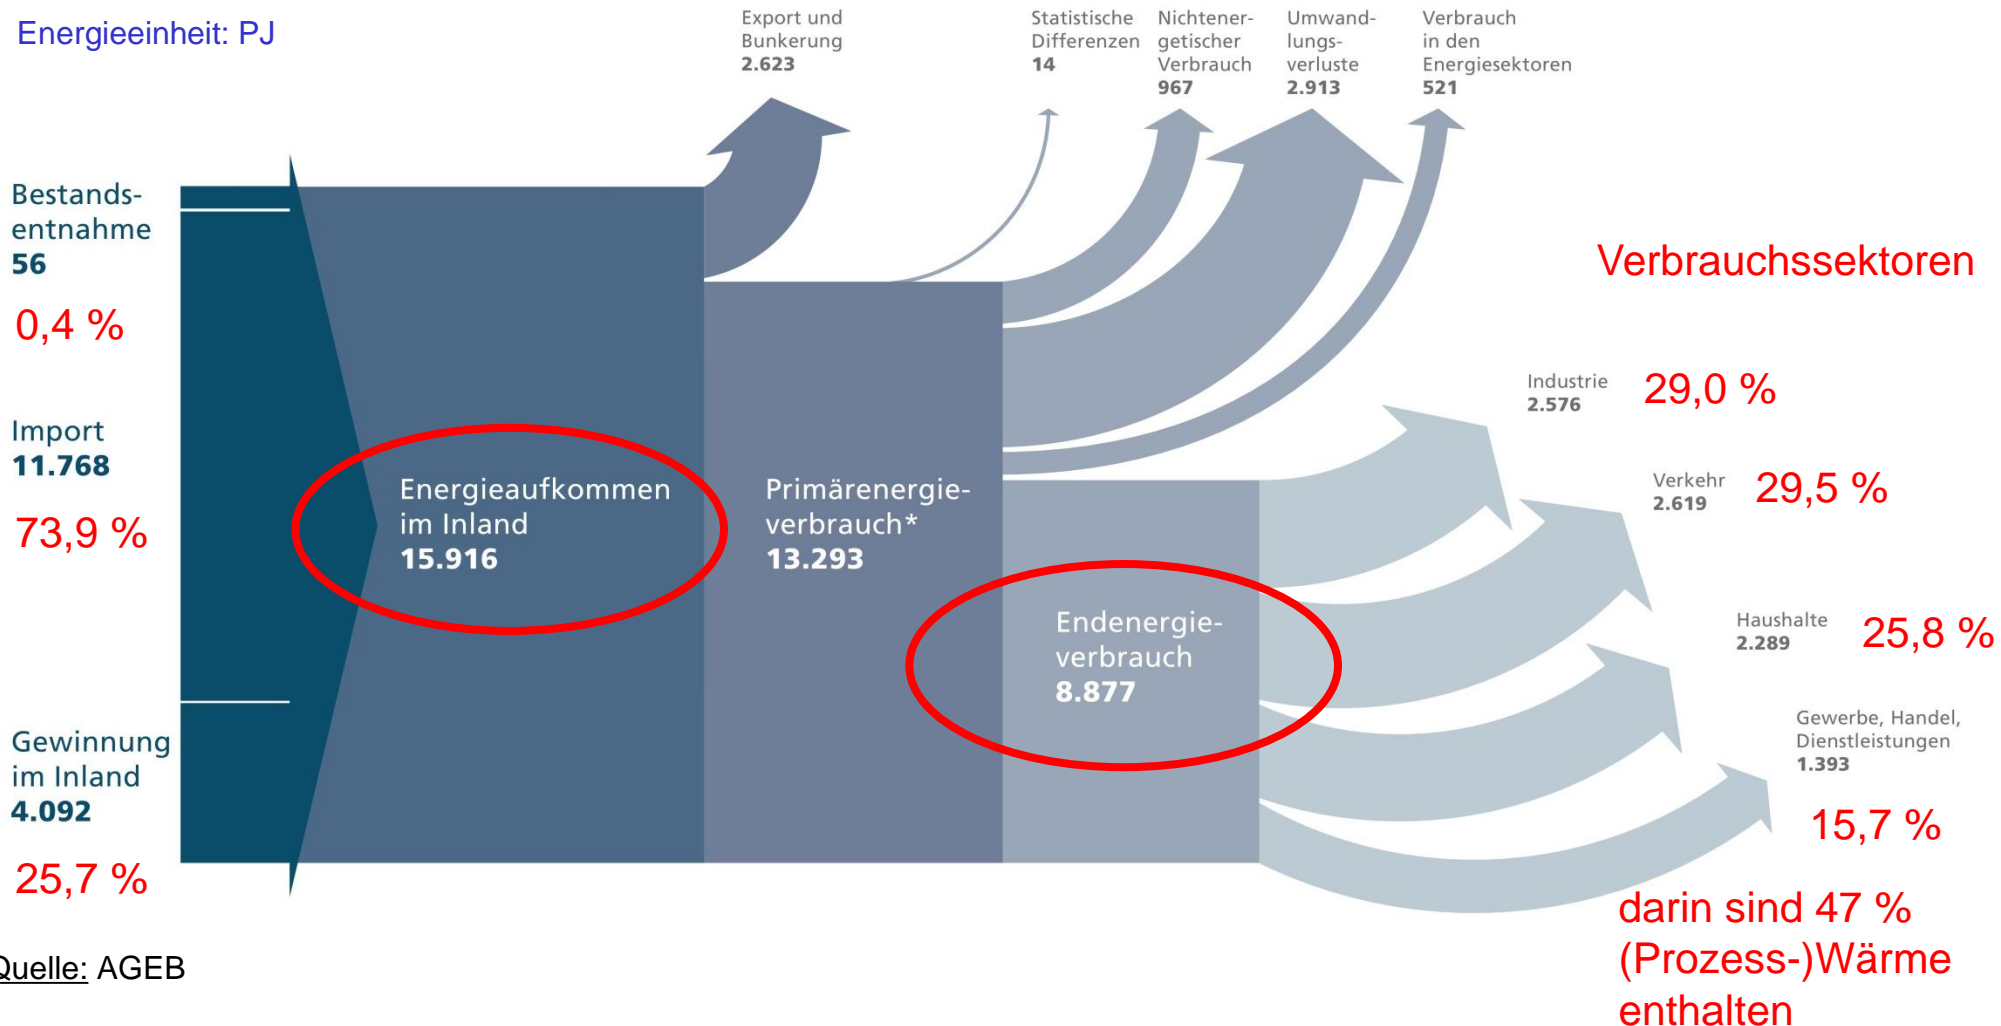 Energieeinheit: PJ
Export und
Bunkerung
2.623
Statistische
Differenzen
14
Nichtener-
getischer
Verbrauch
967
Umwand-
lungs-
verluste
2.913
Verbrauch
in den
Energiesektoren
521
Bestands-
entnahme
56
0,4 %
Import
11.768
73,9 %
Gewinnung
im Inland
4.092
25,7 %
Energieaufkommen
im Inland
15.916
Primärenergie-
verbrauch*
13.293
Endenergie-
verbrauch
8.877
Verbrauchssektoren
Industrie
2.576
29,0 %
Verkehr
2.619
29,5 %
Haushalte
2.289
25,8 %
Gewerbe, Handel,
Dienstleistungen
1.393
15,7 %
darin sind 47 %
(Prozess-)Wärme
enthalten
Quelle: AGEB